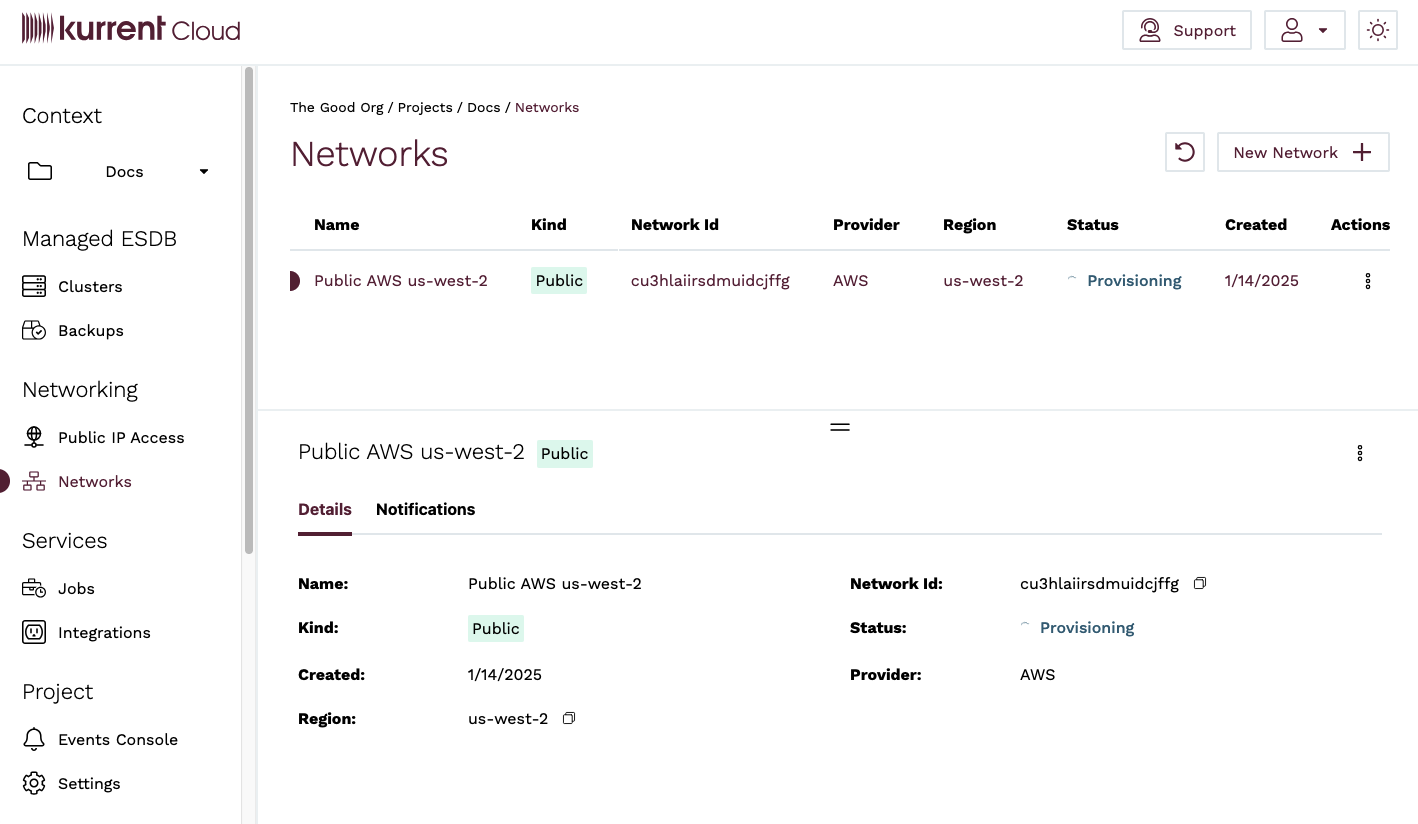 kurrent Cloud
Support
Context
Docs
Managed ESDB
Clusters
Backups
Networking
Public IP Access
Networks
Services
Jobs
Integrations
Project
Events Console
Settings
The Good Org / Projects / Docs / Networks
Networks
New Network
Name Kind Network Id Provider Region Status Created Actions
Public AWS us-west-2 Public cu3hlaiirsdmuidcjffg AWS us-west-2 Provisioning 1/14/2025
Public AWS us-west-2 Public
Details Notifications
Name: Public AWS us-west-2 Network Id: cu3hlaiirsdmuidcjffg
Kind: Public Status: Provisioning
Created: 1/14/2025 Provider: AWS
Region: us-west-2